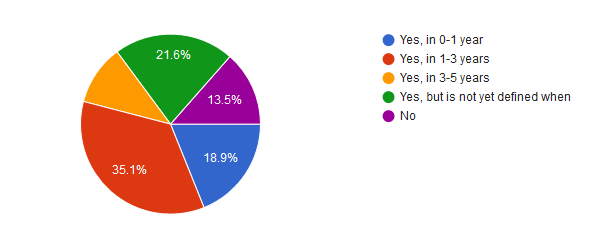 21.6%
13.5%
18.9%
35.1%
Yes, in 0-1 year
Yes, in 1-3 years
Yes, in 3-5 years
Yes, but is not yet defined when
No